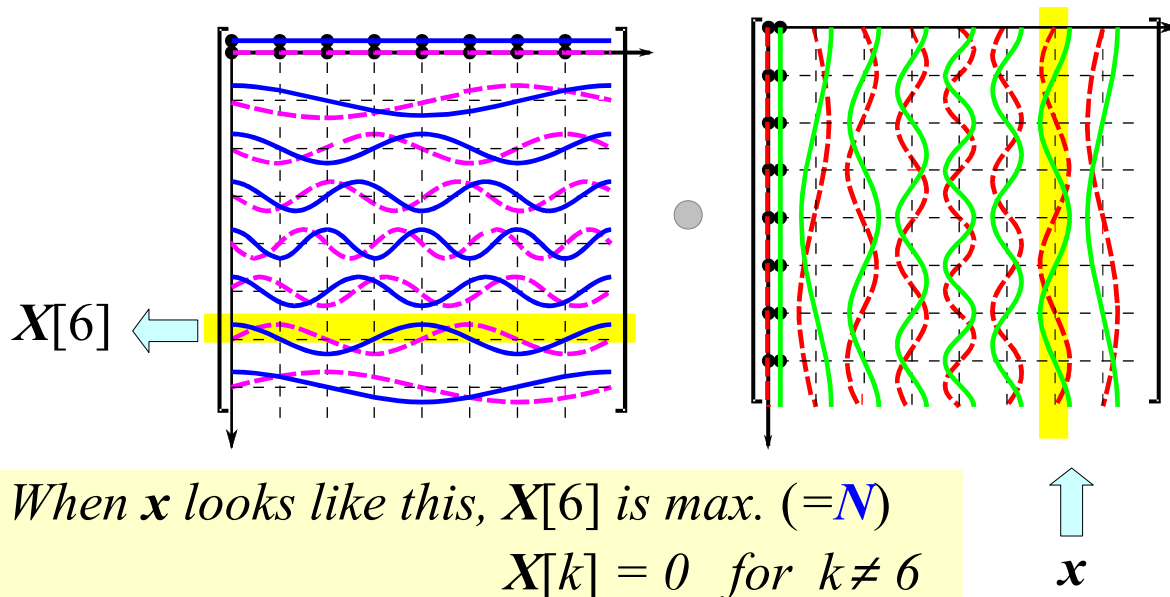 X[6]
When x looks like this, X[6] is max. (=N)
X[k] = 0 for k ≠ 6
x